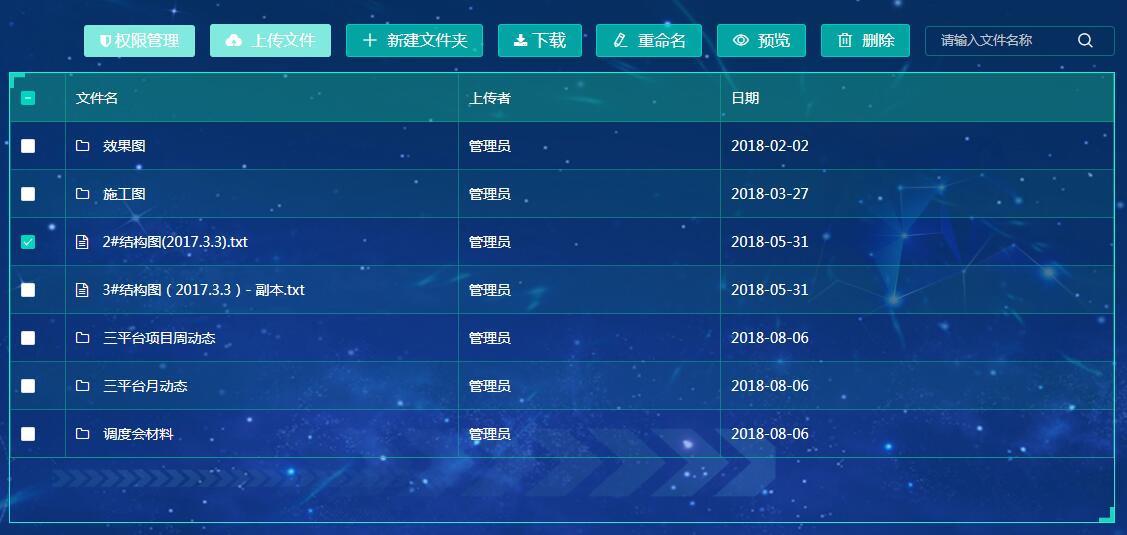 权限管理 上传文件 新建文件夹 下载 重命名 预览 删除 请输入文件名称
文件名 上传者 日期
效果图 管理员 2018-02-02
施工图 管理员 2018-03-27
2#结构图(2017.3.3).txt 管理员 2018-05-31
3#结构图（2017.3.3）- 副本.txt 管理员 2018-05-31
三平台项目周动态 管理员 2018-08-06
三平台月动态 管理员 2018-08-06
调度会材料 管理员 2018-08-06